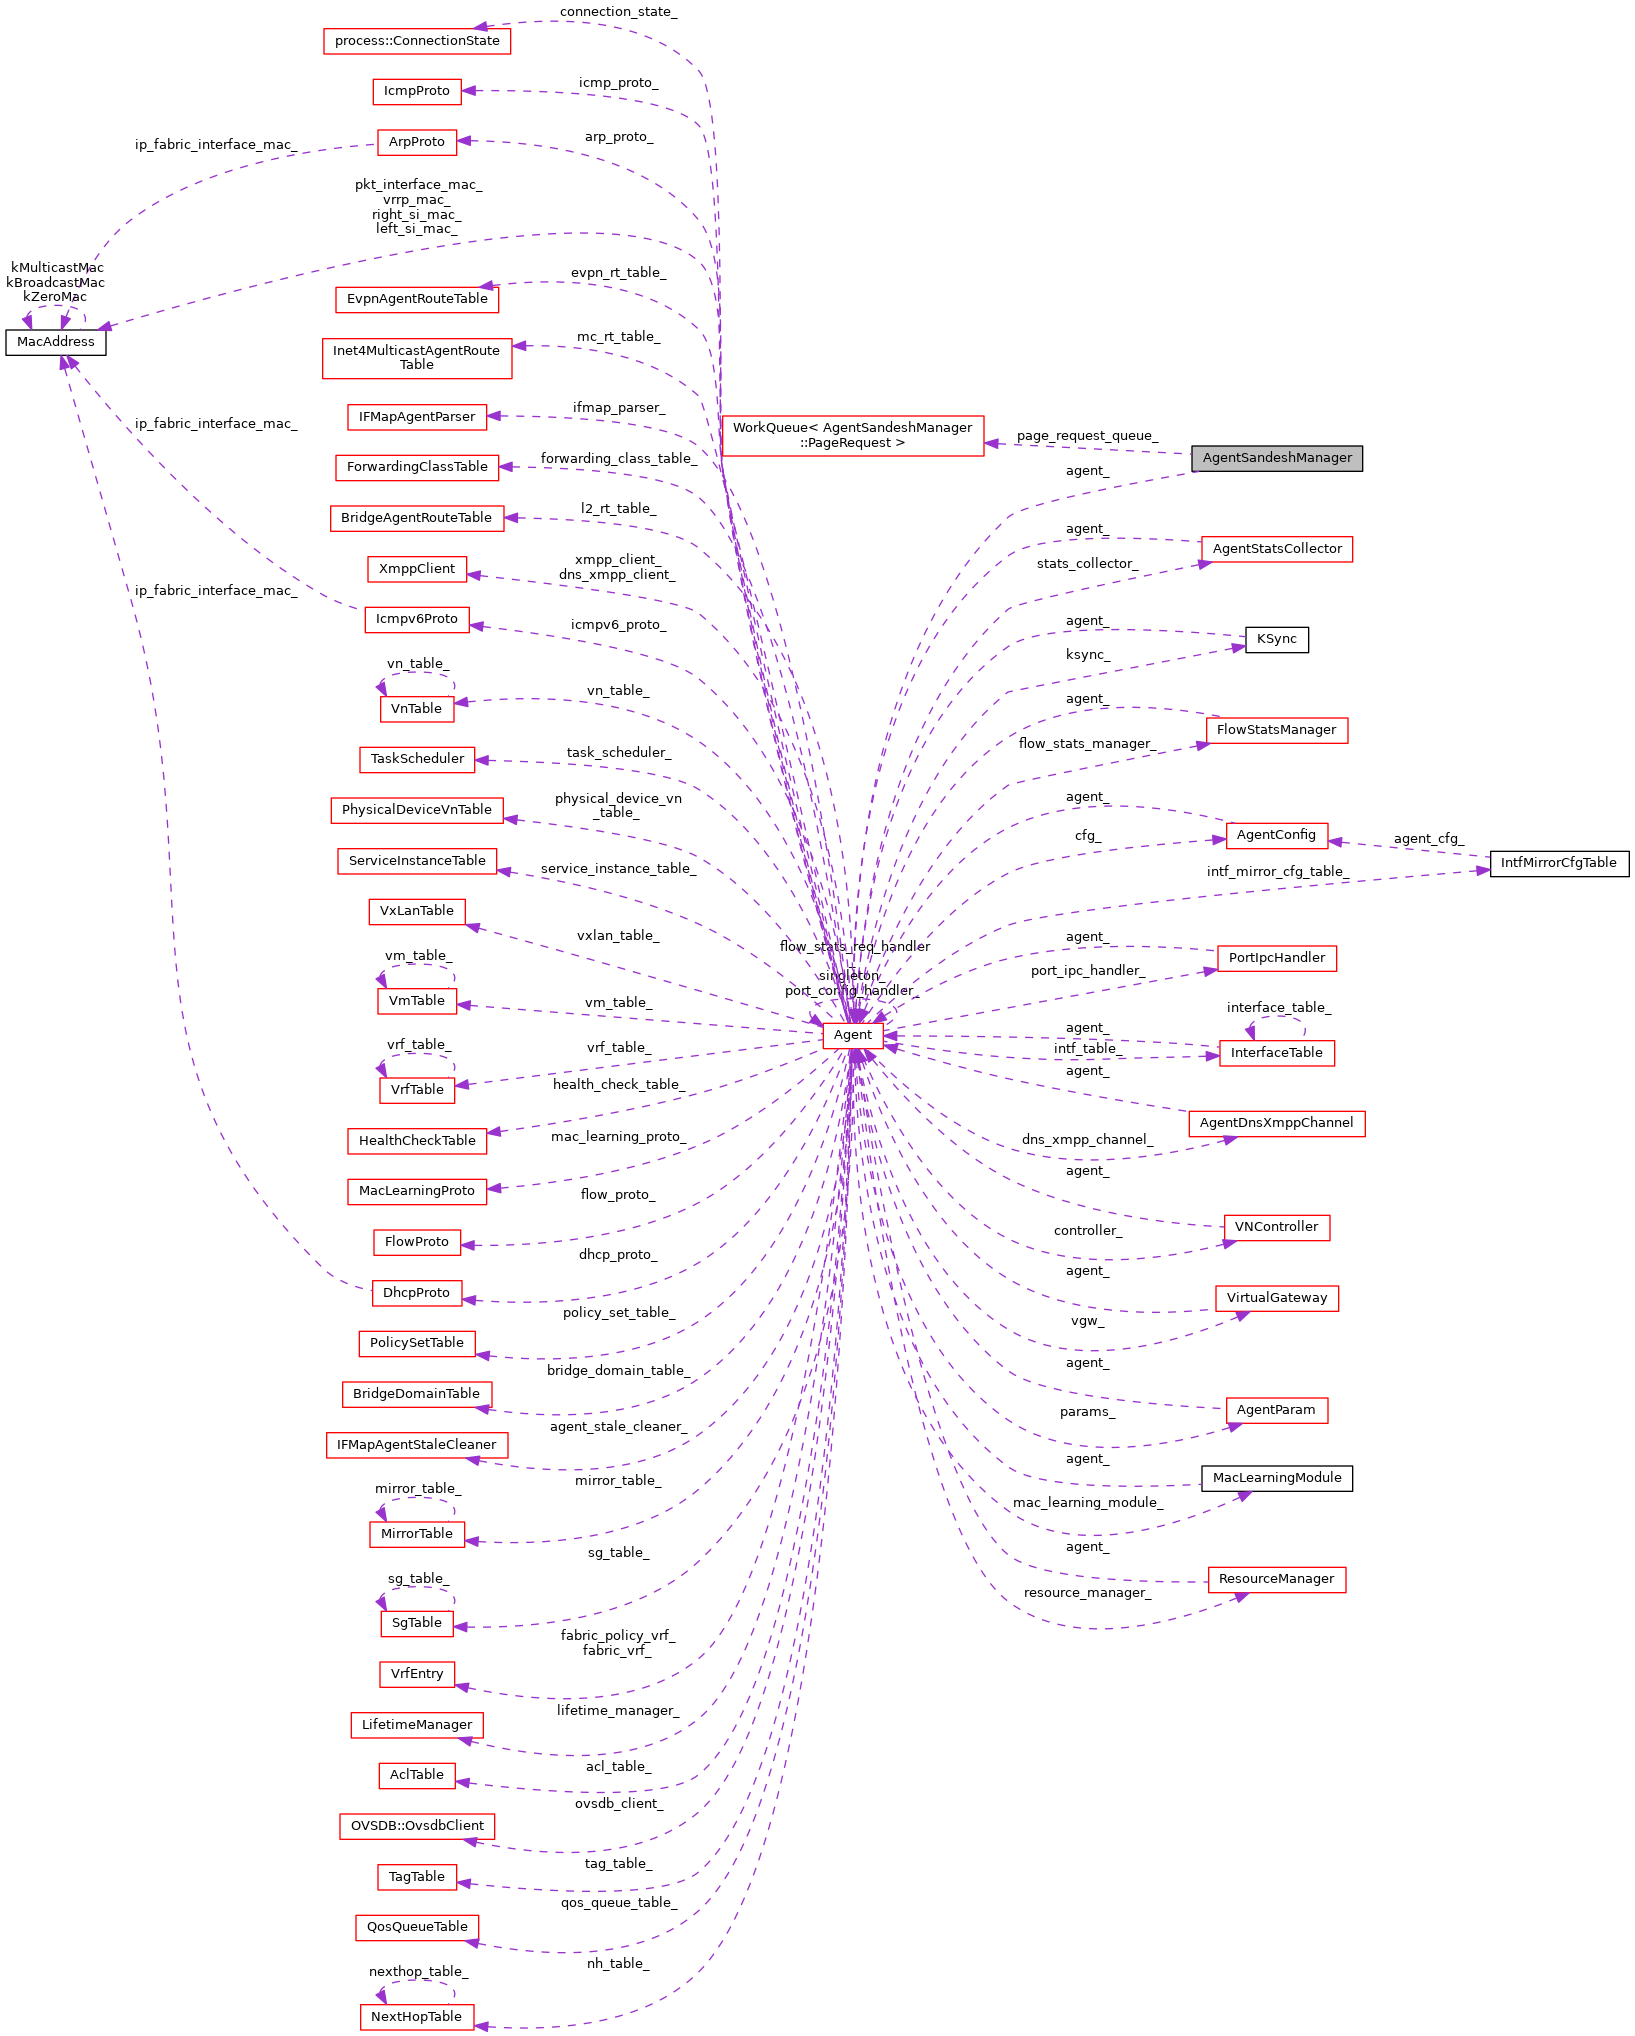 connection_state_
process::ConnectionState
icmp_proto_
IcmpProto
arp_proto_
ArpProto
ip_fabric_interface_mac_
pkt_interface_mac_
vrrp_mac_
right_si_mac_
left_si_mac_
kMulticastMac
kBroadcastMac
kZeroMac
MacAddress
evpn_rt_table_
EvpnAgentRouteTable
mc_rt_table_
Inet4MulticastAgentRoute
Table
ifmap_parser_
IFMapAgentParser
ip_fabric_interface_mac_
forwarding_class_table_
ForwardingClassTable
WorkQueue< AgentSandeshManager
::PageRequest >
page_request_queue_
AgentSandeshManager
agent_
l2_rt_table_
BridgeAgentRouteTable
agent_
AgentStatsCollector
stats_collector_
xmpp_client_
dns_xmpp_client_
XmppClient
ip_fabric_interface_mac_
icmpv6_proto_
Icmpv6Proto
agent_
KSync
ksync_
vn_table_
vn_table_
VnTable
agent_
FlowStatsManager
flow_stats_manager_
task_scheduler_
TaskScheduler
physical_device_vn
_table_
PhysicalDeviceVnTable
agent_
AgentConfig
cfg_
agent_cfg_
IntfMirrorCfgTable
intf_mirror_cfg_table_
service_instance_table_
ServiceInstanceTable
vxlan_table_
VxLanTable
flow_stats_req_handler
_
singleton_
port_config_handler_
agent_
PortIpcHandler
port_ipc_handler_
vm_table_
vm_table_
VmTable
Agent
interface_table_
agent_
InterfaceTable
intf_table_
vrf_table_
vrf_table_
VrfTable
agent_
AgentDnsXmppChannel
dns_xmpp_channel_
health_check_table_
HealthCheckTable
mac_learning_proto_
MacLearningProto
agent_
VNController
controller_
flow_proto_
FlowProto
dhcp_proto_
DhcpProto
agent_
VirtualGateway
vgw_
policy_set_table_
PolicySetTable
bridge_domain_table_
BridgeDomainTable
agent_
AgentParam
params_
agent_stale_cleaner_
IFMapAgentStaleCleaner
agent_
MacLearningModule
mac_learning_module_
mirror_table_
mirror_table_
MirrorTable
agent_
ResourceManager
resource_manager_
sg_table_
sg_table_
SgTable
fabric_policy_vrf_
fabric_vrf_
VrfEntry
lifetime_manager_
LifetimeManager
acl_table_
AclTable
ovsdb_client_
OVSDB::OvsdbClient
tag_table_
TagTable
qos_queue_table_
QosQueueTable
nh_table_
nexthop_table_
NextHopTable